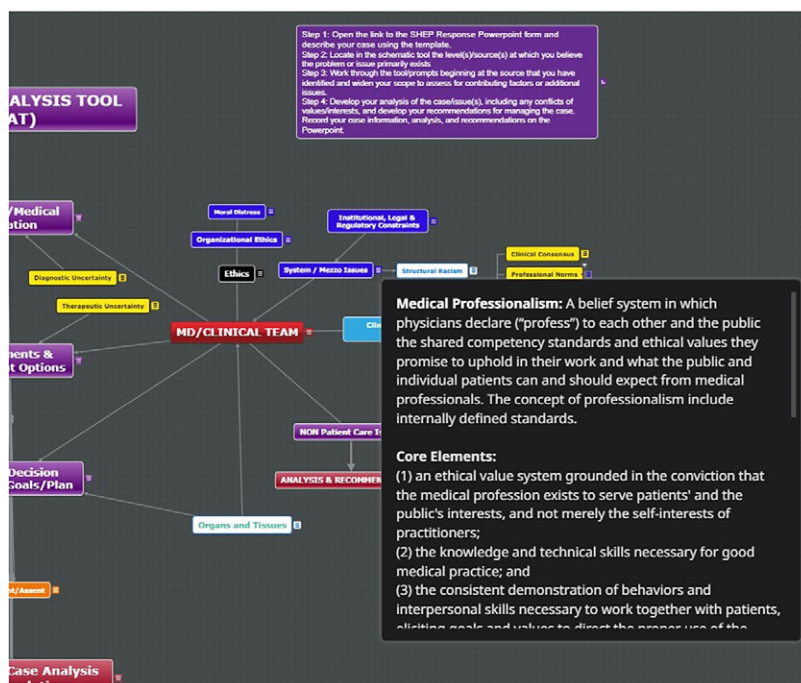 Step 1: Open the link to the SHEP Response Powerpoint form and
describe your case using the template.
Step 2: Locate in the schematic tool the level(s)/source(s) at which you believe
the problem or issue primarily exists
Step 3: Work through the tool/prompts beginning at the source that you have
identified and widen your scope to assess for contributing factors or additional
issues.
Step 4: Develop your analysis of the case/issue(s), including any conflicts of
values/interests, and develop your recommendations for managing the case.
Record your case information, analysis, and recommendations on the
Powerpoint.
ALYSIS TOOL
AT)
/Medical
ation
Moral Distress
Organizational Ethics
Ethics
Institutional, Legal &
Regulatory Constraints
System / Mezzo Issues
Structural Racism
Clinical Consensus
Professional Norms
Diagnostic Uncertainty
Therapeutic Uncertainty
MD/CLINICAL TEAM
Clin
ments &
t Options
NON Patient Care Is
ANALYSIS & RECOMMEN
Decision
Goals/Plan
Organs and Tissues
nt/Assent
Case Analysis
Medical Professionalism: A belief system in which
physicians declare (“profess”) to each other and the public
the shared competency standards and ethical values they
promise to uphold in their work and what the public and
individual patients can and should expect from medical
professionals. The concept of professionalism include
internally defined standards.
Core Elements:
(1) an ethical value system grounded in the conviction that
the medical profession exists to serve patients' and the
public's interests, and not merely the self-interests of
practitioners;
(2) the knowledge and technical skills necessary for good
medical practice; and
(3) the consistent demonstration of behaviors and
interpersonal skills necessary to work together with patients,
eliciting goals and values to direct the proper use of the